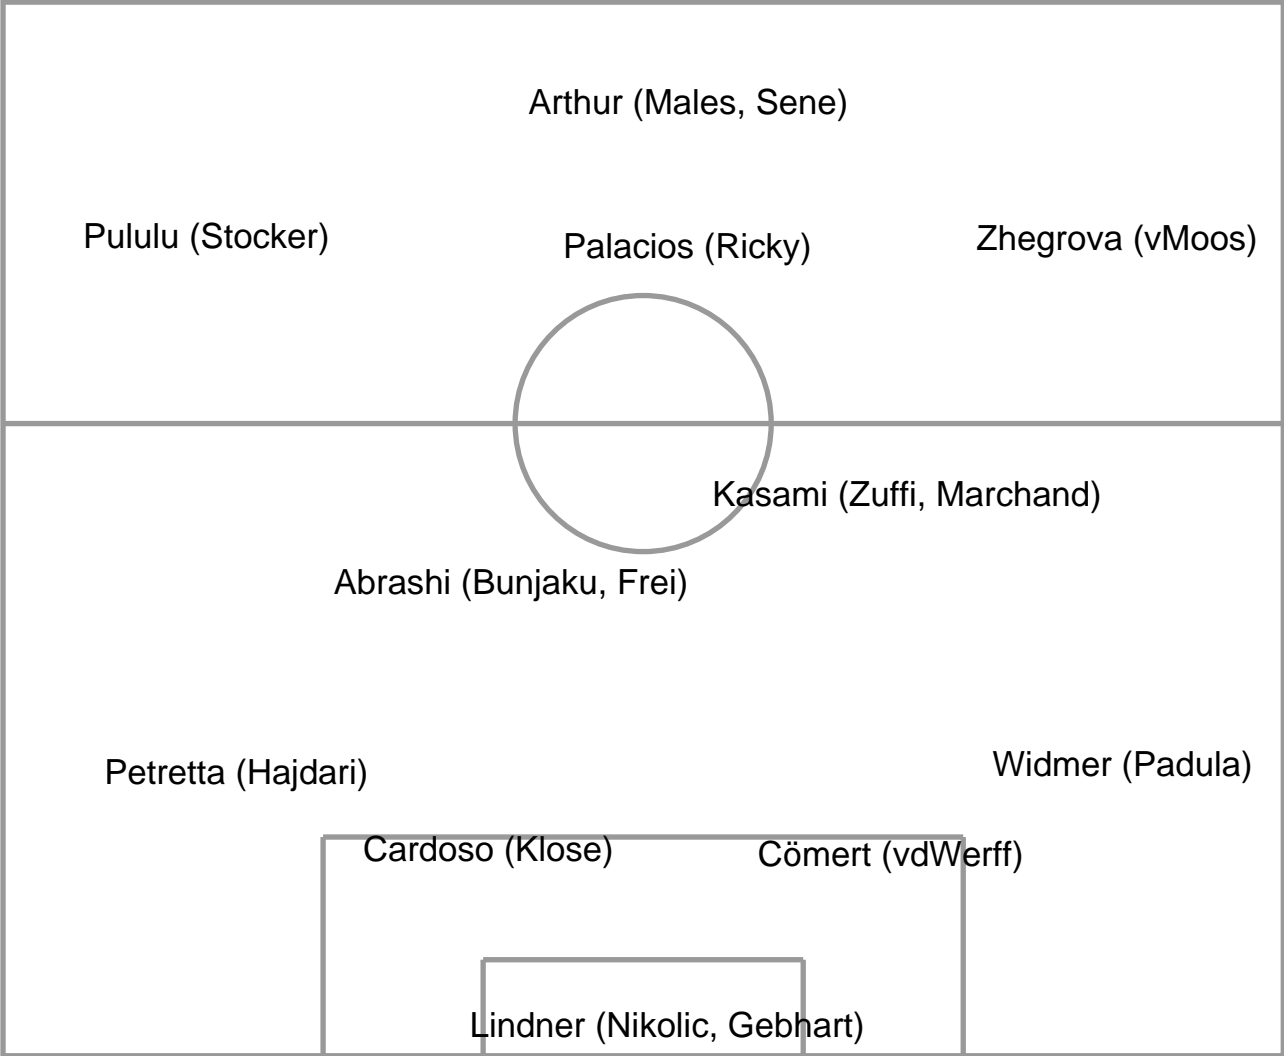 Arthur (Males, Sene)
Pululu (Stocker)
Palacios (Ricky)
Zhegrova (vMoos)
Kasami (Zuffi, Marchand)
Abrashi (Bunjaku, Frei)
Petretta (Hajdari)
Widmer (Padula)
Cardoso (Klose)
Cömert (vdWerff)
Lindner (Nikolic, Gebhart)